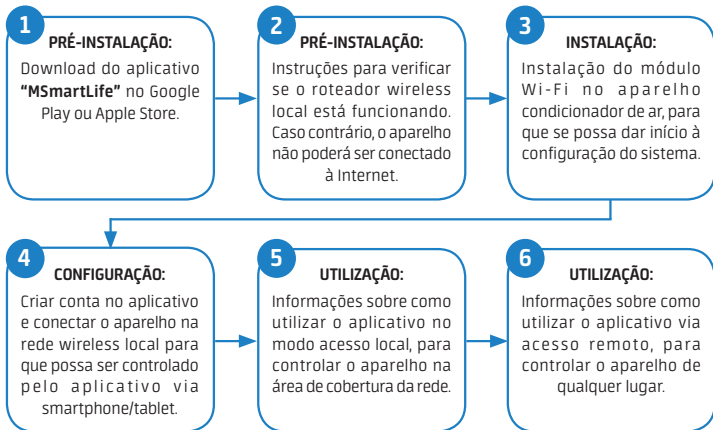 1
PRÉ-INSTALAÇÃO:
Download do aplicativo
“MSmartLife” no Google
Play ou Apple Store.
2
PRÉ-INSTALAÇÃO:
Instruções para verificar
se o roteador wireless
local está funcionando.
Caso contrário, o aparelho
não poderá ser conectado
à Internet.
3
INSTALAÇÃO:
Instalação do módulo
Wi-Fi no aparelho
condicionador de ar, para
que se possa dar início à
configuração do sistema.
4
CONFIGURAÇÃO:
Criar conta no aplicativo
e conectar o aparelho na
rede wireless local para
que possa ser controlado
pelo aplicativo via
smartphone/tablet.
5
UTILIZAÇÃO:
Informações sobre como
utilizar o aplicativo no
modo acesso local, para
controlar o aparelho na
área de cobertura da rede.
6
UTILIZAÇÃO:
Informações sobre como
utilizar o aplicativo via
acesso remoto, para
controlar o aparelho de
qualquer lugar.